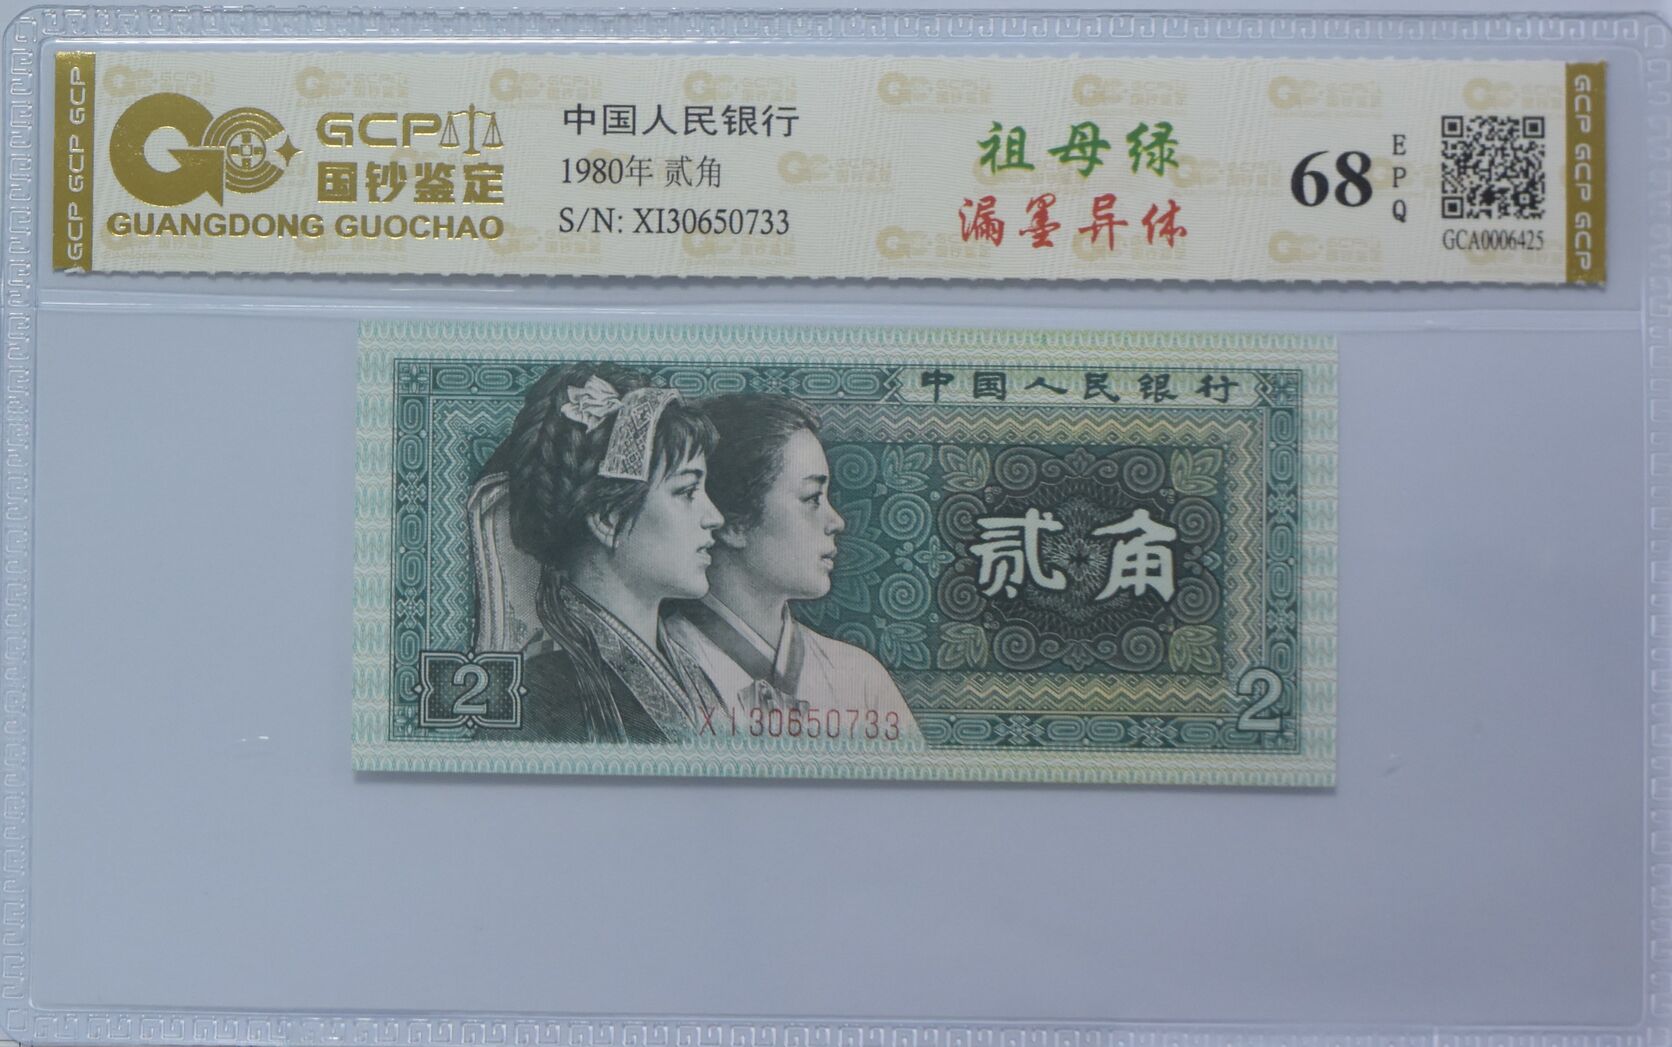 GCP GCP GCP
GCP
国钞鉴定
GUANGDONG GUOCHAO
中国人民银行
1980年 贰角
S/N: XI30650733
祖母绿
漏墨异体
68
EPQ
GCA0006425
GCP GCP GCP
中国人民银行
贰角
2
2
XI30650733